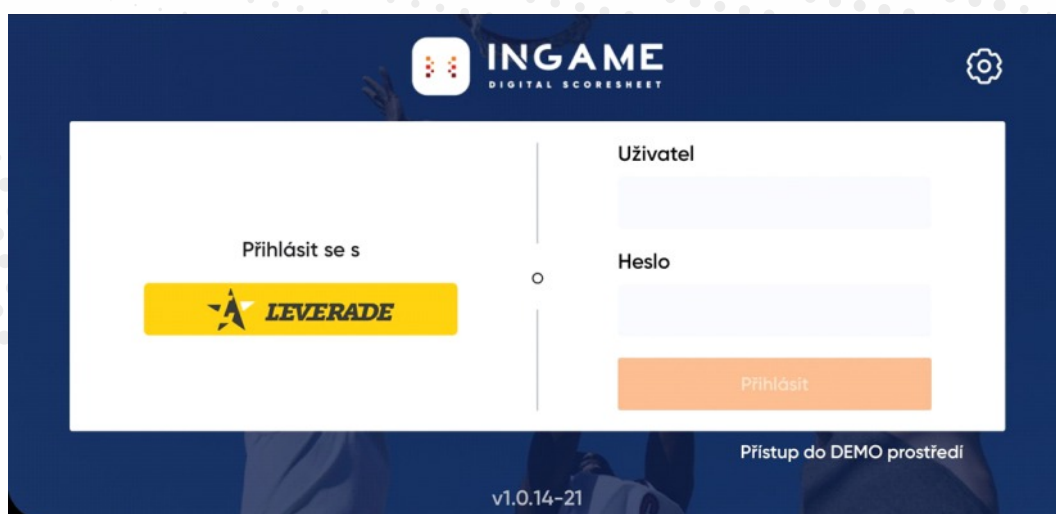 INGAME
DIGITAL SCORESHEET
Přihlásit se s
LEVERADE
o
Uživatel
Heslo
Přihlásit
Přístup do DEMO prostředí
v1.0.14-21